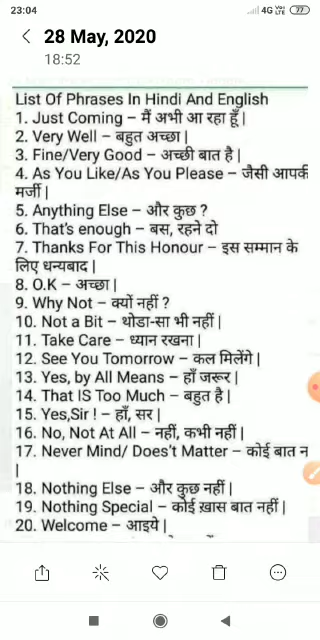 23:04
4G VoLTE 77
28 May, 2020
18:52
List Of Phrases In Hindi And English
1. Just Coming – मैं अभी आ रहा हूँ|
2. Very Well – बहुत अच्छा|
3. Fine/Very Good – अच्छी बात है|
4. As You Like/As You Please – जैसी आपकी
मर्जी|
5. Anything Else – और कुछ ?
6. That's enough – बस, रहने दो
7. Thanks For This Honour – इस सम्मान के
लिए धन्यबाद|
8. O.K – अच्छा|
9. Why Not – क्यों नहीं ?
10. Not a Bit – थोडा-सा भी नहीं|
11. Take Care – ध्यान रखना|
12. See You Tomorrow – कल मिलेंगे|
13. Yes, by All Means – हाँ जरूर|
14. That IS Too Much – बहुत है|
15. Yes,Sir ! – हाँ, सर|
16. No, Not At All – नहीं, कभी नहीं|
17. Never Mind/ Does't Matter – कोई बात न
|
18. Nothing Else – और कुछ नहीं|
19. Nothing Special – कोई ख़ास बात नहीं|
20. Welcome – आइये|